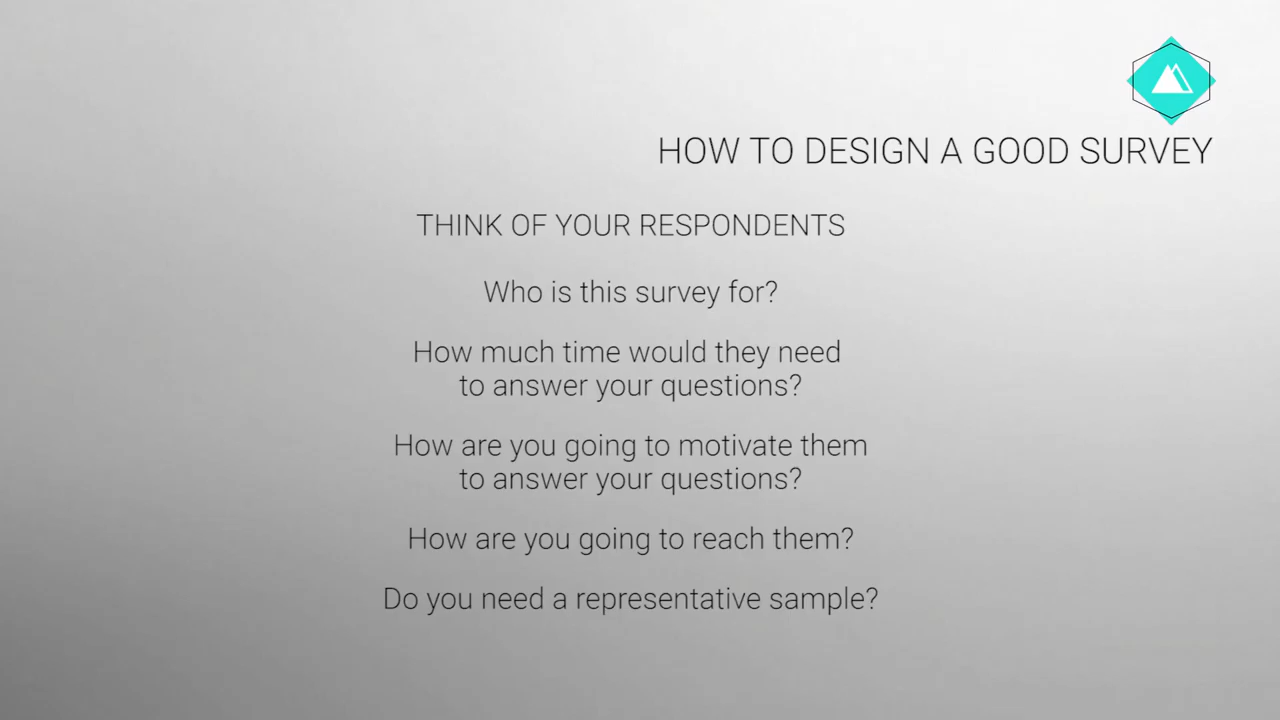 HOW TO DESIGN A GOOD SURVEY
THINK OF YOUR RESPONDENTS
Who is this survey for?
How much time would they need
to answer your questions?
How are you going to motivate them
to answer your questions?
How are you going to reach them?
Do you need a representative sample?